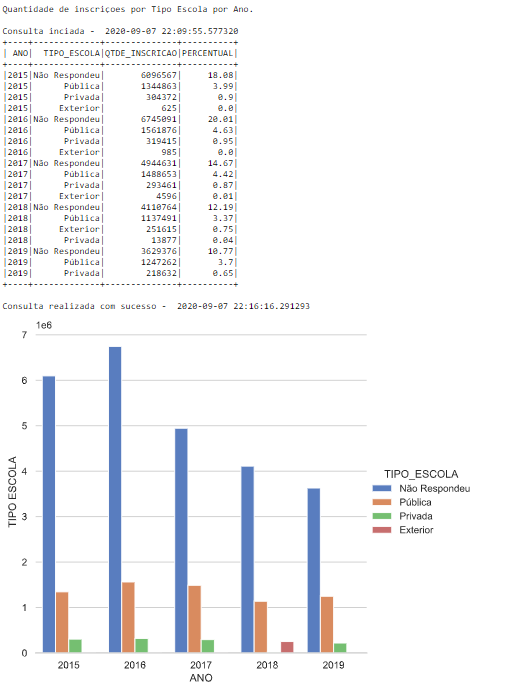 Quantidade de inscriçoes por Tipo Escola por Ano.
Consulta inciada -  2020-09-07 22:09:55.577320
+----+-------------+--------------+----------+
| ANO|  TIPO_ESCOLA|QTDE_INSCRICAO|PERCENTUAL|
+----+-------------+--------------+----------+
|2015|Não Respondeu|       6096567|     18.08|
|2015|      Pública|       1344863|      3.99|
|2015|      Privada|        304372|       0.9|
|2015|     Exterior|           625|       0.0|
|2016|Não Respondeu|       6745091|     20.01|
|2016|      Pública|       1561876|      4.63|
|2016|      Privada|        319415|      0.95|
|2016|     Exterior|           985|       0.0|
|2017|Não Respondeu|       4944631|     14.67|
|2017|      Pública|       1488653|      4.42|
|2017|      Privada|        293461|      0.87|
|2017|     Exterior|          4596|      0.01|
|2018|Não Respondeu|       4110764|     12.19|
|2018|      Pública|       1137491|      3.37|
|2018|     Exterior|        251615|      0.75|
|2018|      Privada|         13877|      0.04|
|2019|Não Respondeu|       3629376|     10.77|
|2019|      Pública|       1247262|       3.7|
|2019|      Privada|        218632|      0.65|
+----+-------------+--------------+----------+
Consulta realizada com sucesso -  2020-09-07 22:16:16.291293
1e6
7
6
5
4
3
2
1
0
TIPO ESCOLA
2015 2016 2017 2018 2019
ANO
TIPO_ESCOLA
Não Respondeu
Pública
Privada
Exterior